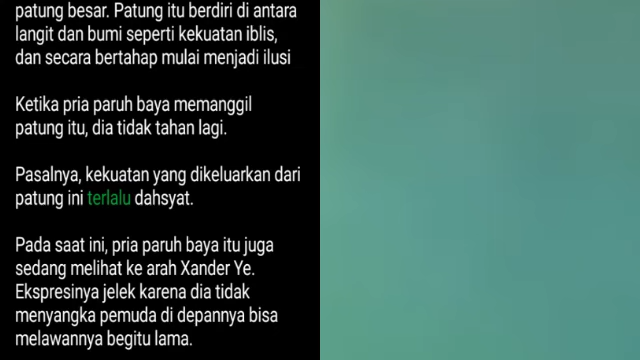 patung besar. Patung itu berdiri di antara
langit dan bumi seperti kekuatan iblis,
dan secara bertahap mulai menjadi ilusi
Ketika pria paruh baya memanggil
patung itu, dia tidak tahan lagi.
Pasalnya, kekuatan yang dikeluarkan dari
patung ini terlalu dahsyat.
Pada saat ini, pria paruh baya itu juga
sedang melihat ke arah Xander Ye.
Ekspresinya jelek karena dia tidak
menyangka pemuda di depannya bisa
melawannya begitu lama.